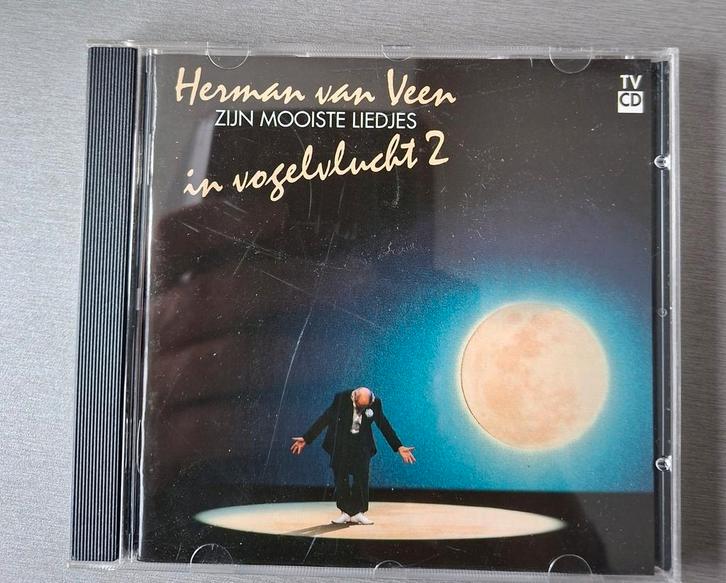 Herman van Veen
ZIJN MOOISTE LIEDJES
in vogelvlucht 2
TV
CD